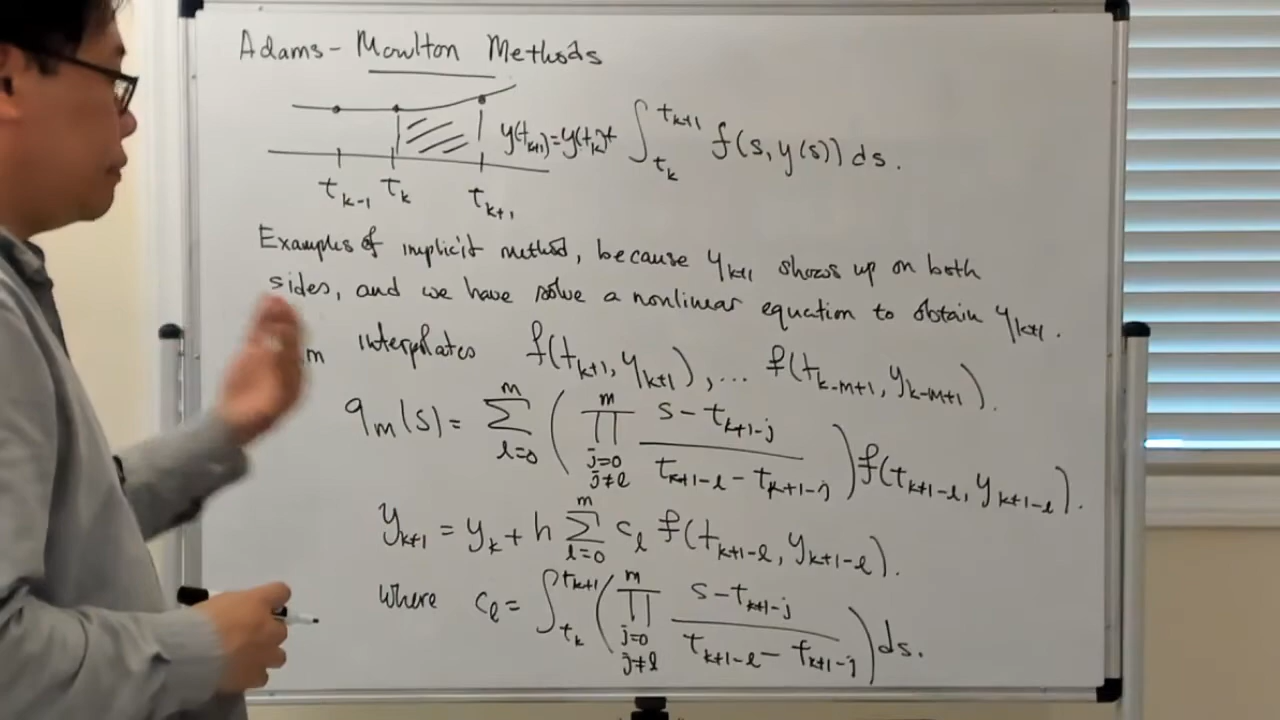 Adams-Moulton Methods
y(t_{k+1})=y(t_k)+ ∫_{t_k}^{t_{k+1}} f(s, y(s)) ds.
t_{k-1} t_k t_{k+1}
Examples of implicit method, because y_{k+1} shows up on both
sides, and we have solve a nonlinear equation to obtain y_{k+1}.
m interpolates f(t_{k+1}, y_{k+1}), ... f(t_{k-m+1}, y_{k-m+1}).
q_m(s) = ∑_{l=0}^{m} ( ∏_{j=0, j≠l}^{m} (s - t_{k+1-j}) / (t_{k+1-l} - t_{k+1-j}) ) f(t_{k+1-l}, y_{k+1-l}).
y_{k+1} = y_k + h ∑_{l=0}^{m} c_l f(t_{k+1-l}, y_{k+1-l}).
where c_l = ∫_{t_k}^{t_{k+1}} ( ∏_{j=0, j≠l}^{m} (s - t_{k+1-j}) / (t_{k+1-l} - t_{k+1-j}) ) ds.